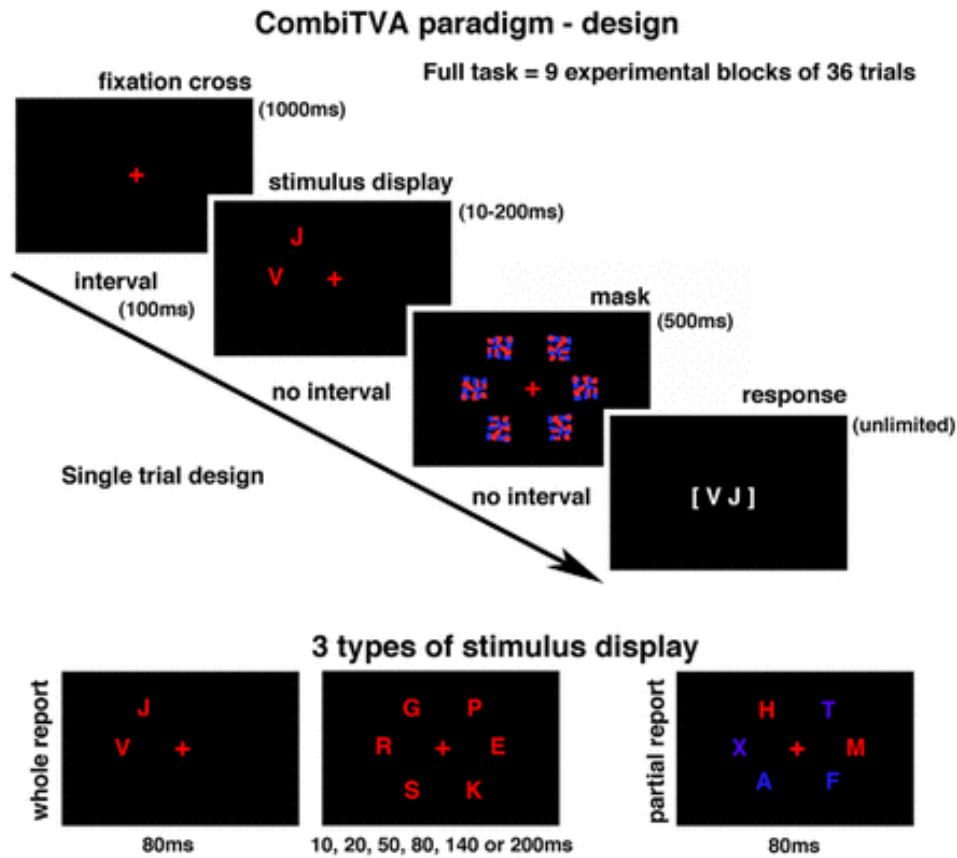 CombiTVA paradigm - design
Full task = 9 experimental blocks of 36 trials
fixation cross
(1000ms)
+
stimulus display
(10-200ms)
J
V +
interval
(100ms)
mask
(500ms)
+
no interval
response
(unlimited)
[ V J ]
Single trial design
no interval
3 types of stimulus display
whole report
J
V +
80ms
G P
R + E
S K
10, 20, 50, 80, 140 or 200ms
partial report
H T
X + M
A F
80ms